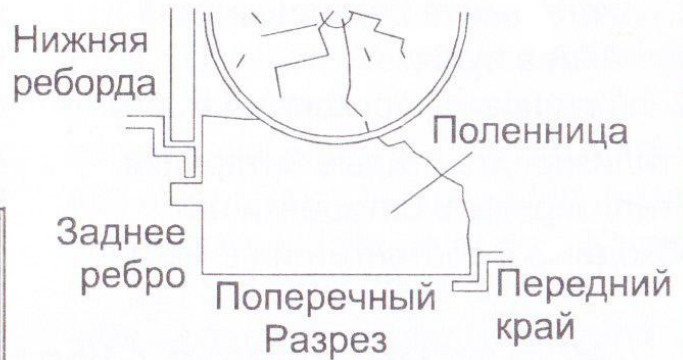 Нижняя
реборда
Поленница
Заднее
ребро
Поперечный
Разрез
Передний
край